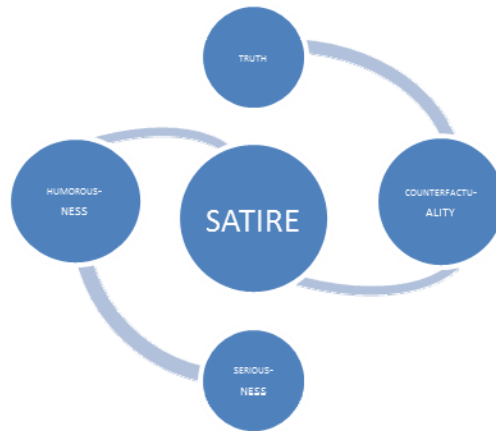 TRUTH
HUMOROUS-
NESS
SATIRE
COUNTERFACTU-
ALITY
SERIOUS-
NESS